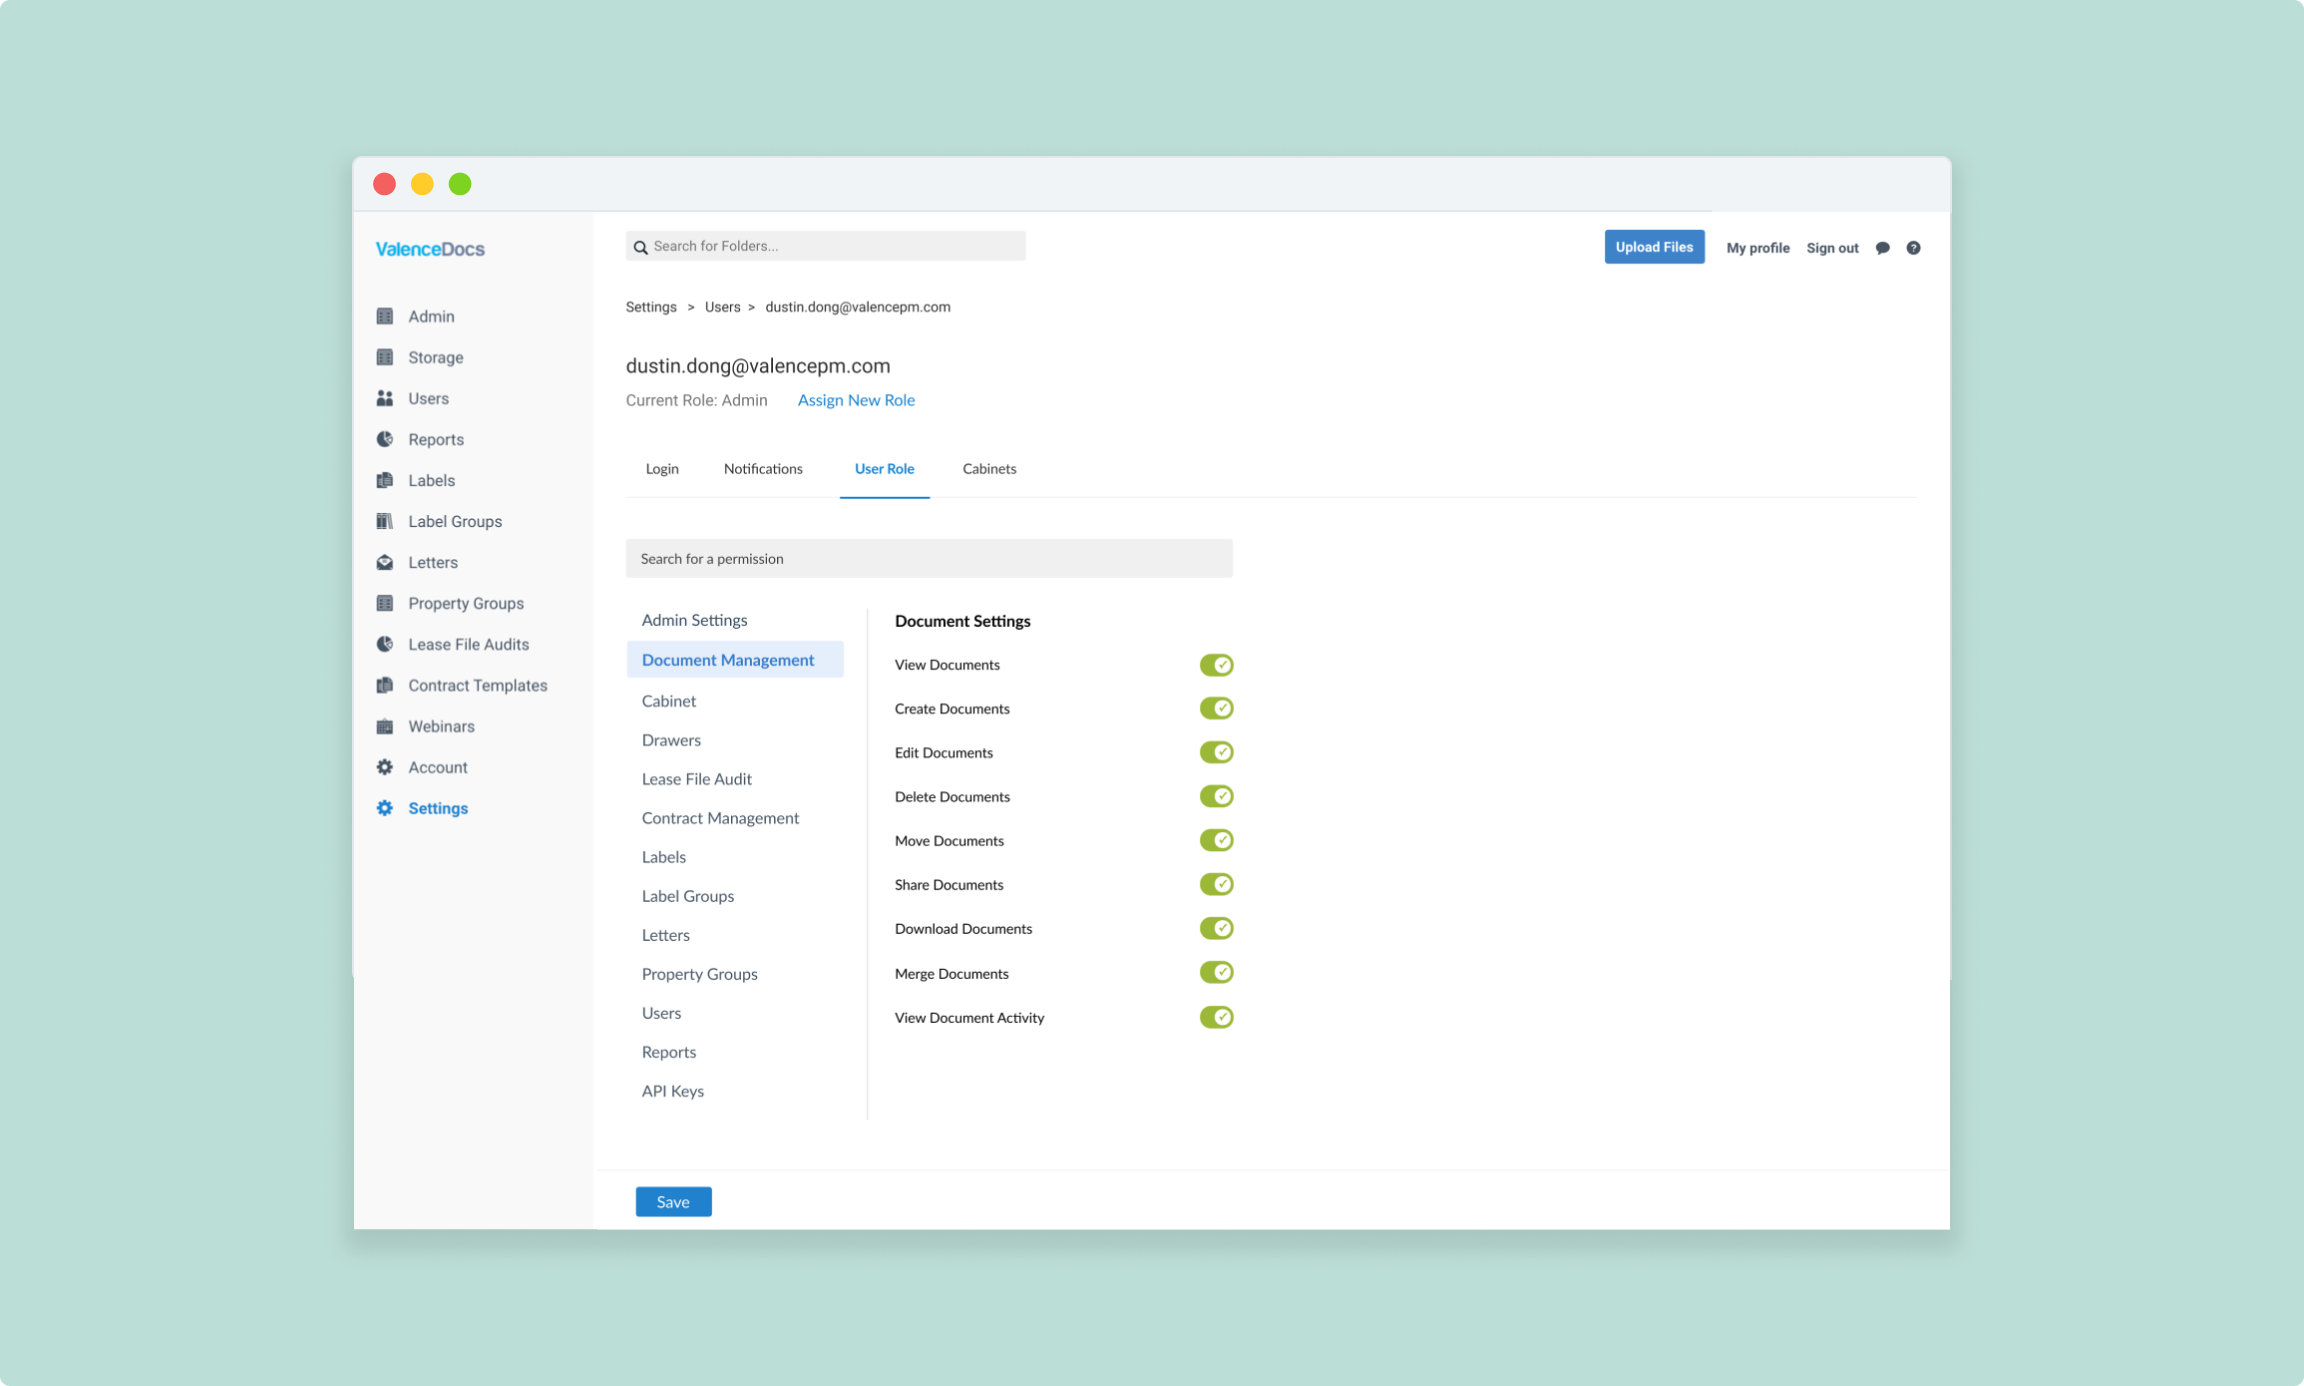 ValenceDocs
Search for Folders...
Upload Files
My profile
Sign out
?
Admin
Storage
Users
Reports
Labels
Label Groups
Letters
Property Groups
Lease File Audits
Contract Templates
Webinars
Account
Settings
Settings > Users > dustin.dong@valencepm.com
dustin.dong@valencepm.com
Current Role: Admin Assign New Role
Login Notifications User Role Cabinets
Search for a permission
Admin Settings
Document Management
Cabinet
Drawers
Lease File Audit
Contract Management
Labels
Label Groups
Letters
Property Groups
Users
Reports
API Keys
Document Settings
View Documents
Create Documents
Edit Documents
Delete Documents
Move Documents
Share Documents
Download Documents
Merge Documents
View Document Activity
Save